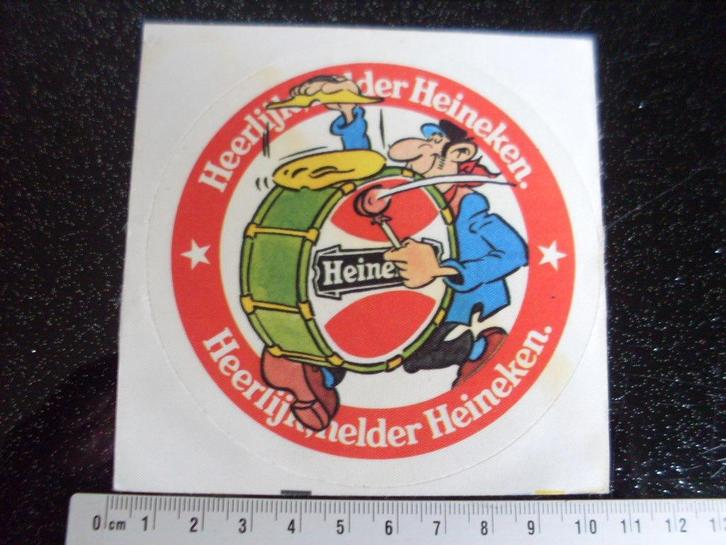 Heerlijk, helder Heineken.
Heine
Heerlijk, helder Heineken.
0 cm 1 2 3 4 5 6 7 8 9 10 11 12